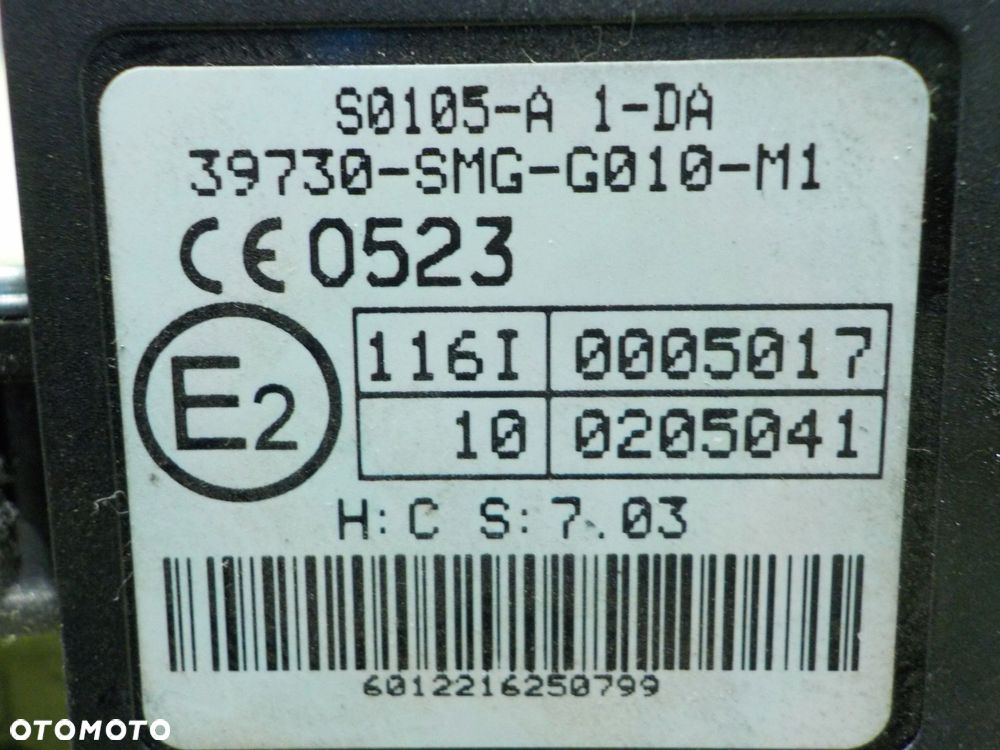 S0105-A 1-DA
39730-SMG-G010-M1
CE 0523
E2
116I 0005017
10 0205041
H:C S:7.03
6012216250799
OTOMOTO